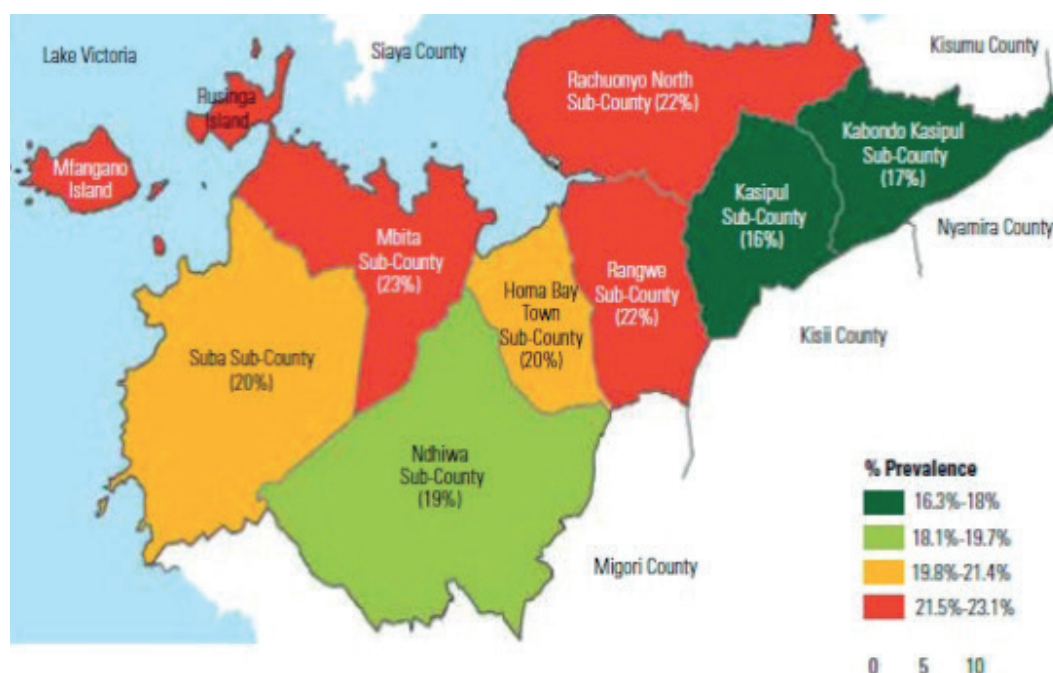 Lake Victoria
Siaya County
Kisumu County
Rachuonyo North
Sub-County (22%)
Rusinga
Island
Kabondo Kasipul
Sub-County
(17%)
Mfangano
Island
Kasipul
Sub-County
(16%)
Nyamira County
Mbita
Sub-County
(23%)
Rangwe
Sub-County
(22%)
Homa Bay
Town
Sub-County
(20%)
Kisii County
Suba Sub-County
(20%)
Ndhiwa
Sub-County
(19%)
Migori County
% Prevalence
16.3%-18%
18.1%-19.7%
19.8%-21.4%
21.5%-23.1%
0 5 10